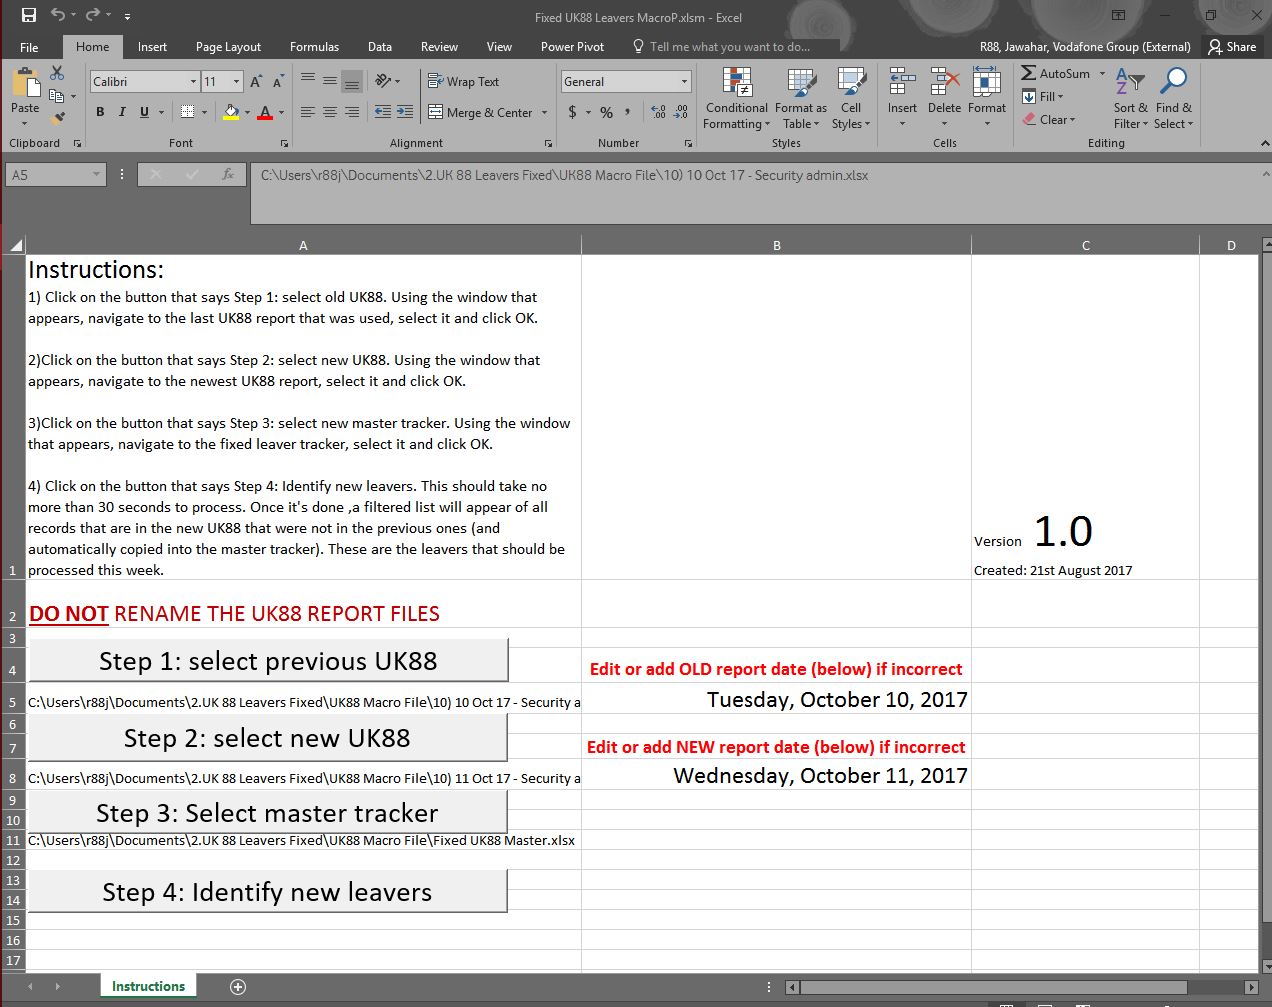 Fixed UK88 Leavers MacroP.xlsm - Excel
File Home Insert Page Layout Formulas Data Review View Power Pivot Tell me what you want to do... R88, Jawahar, Vodafone Group (External) Share
Paste
Calibri 11
B I U
Wrap Text
Merge & Center
General
$ % ,
Conditional Formatting
Format as Table
Cell Styles
Insert Delete Format
AutoSum
Fill
Clear
Sort & Filter
Find & Select
Clipboard Font Alignment Number Styles Cells Editing
A5 fx C:\Users\r88j\Documents\2.UK 88 Leavers Fixed\UK88 Macro File\10) 10 Oct 17 - Security admin.xlsx
A B C D
Instructions:
1) Click on the button that says Step 1: select old UK88. Using the window that
appears, navigate to the last UK88 report that was used, select it and click OK.
2)Click on the button that says Step 2: select new UK88. Using the window that
appears, navigate to the newest UK88 report, select it and click OK.
3)Click on the button that says Step 3: select new master tracker. Using the window
that appears, navigate to the fixed leaver tracker, select it and click OK.
4) Click on the button that says Step 4: Identify new leavers. This should take no
more than 30 seconds to process. Once it's done ,a filtered list will appear of all
records that are in the new UK88 that were not in the previous ones (and
automatically copied into the master tracker). These are the leavers that should be
1 processed this week.
Version 1.0
Created: 21st August 2017
2 DO NOT RENAME THE UK88 REPORT FILES
3
4 Step 1: select previous UK88 Edit or add OLD report date (below) if incorrect
5 C:\Users\r88j\Documents\2.UK 88 Leavers Fixed\UK88 Macro File\10) 10 Oct 17 - Security a Tuesday, October 10, 2017
6
7 Step 2: select new UK88 Edit or add NEW report date (below) if incorrect
8 C:\Users\r88j\Documents\2.UK 88 Leavers Fixed\UK88 Macro File\10) 11 Oct 17 - Security a Wednesday, October 11, 2017
9
10 Step 3: Select master tracker
11 C:\Users\r88j\Documents\2.UK 88 Leavers Fixed\UK88 Macro File\Fixed UK88 Master.xlsx
12
13
14 Step 4: Identify new leavers
15
16
17
Instructions